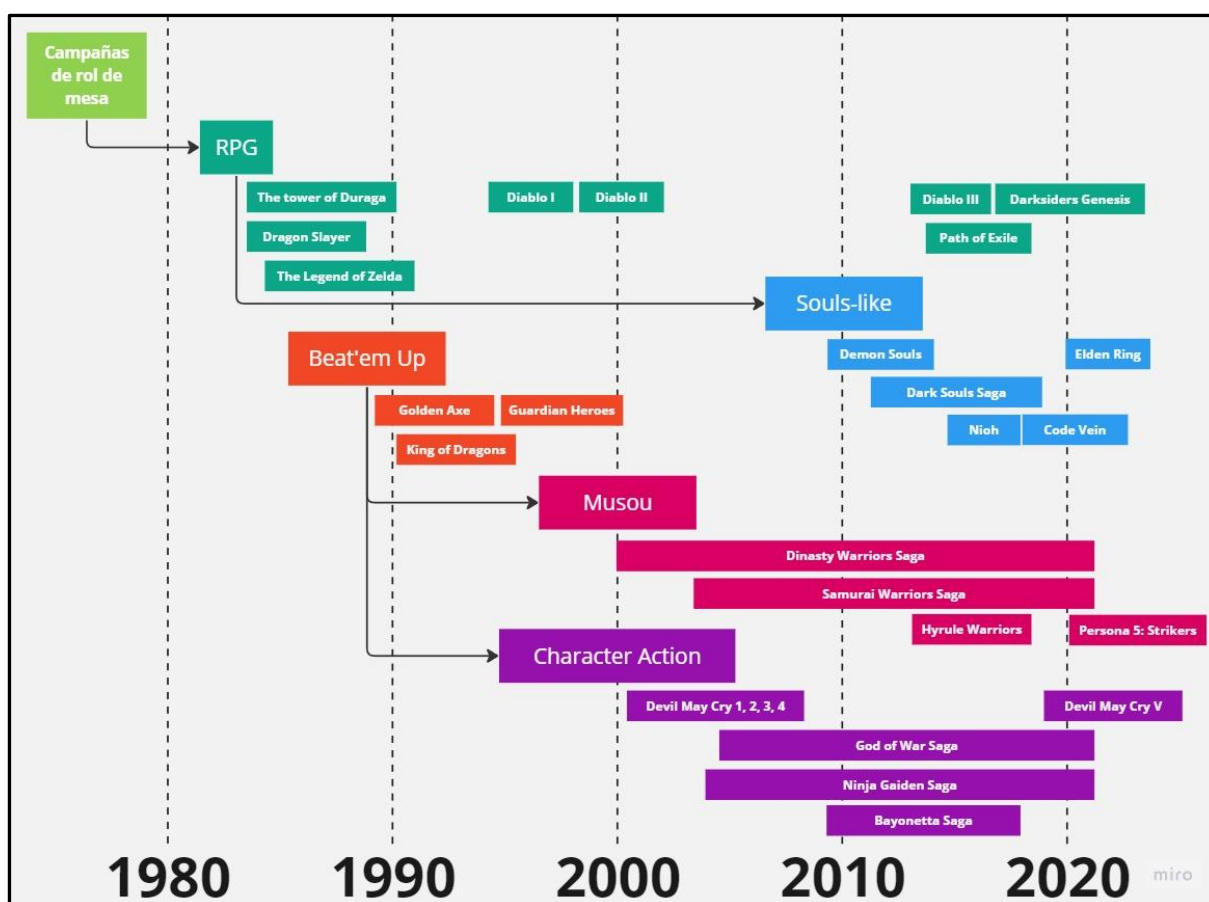 Campañas
de rol de
mesa
RPG
The tower of Duraga
Diablo I
Diablo II
Diablo III
Darksiders Genesis
Dragon Slayer
Path of Exile
The Legend of Zelda
Souls-like
Beat'em Up
Demon Souls
Elden Ring
Dark Souls Saga
Golden Axe
Guardian Heroes
Nioh
Code Vein
King of Dragons
Musou
Dinasty Warriors Saga
Samurai Warriors Saga
Hyrule Warriors
Persona 5: Strikers
Character Action
Devil May Cry 1, 2, 3, 4
Devil May Cry V
God of War Saga
Ninja Gaiden Saga
Bayonetta Saga
1980
1990
2000
2010
2020
miro